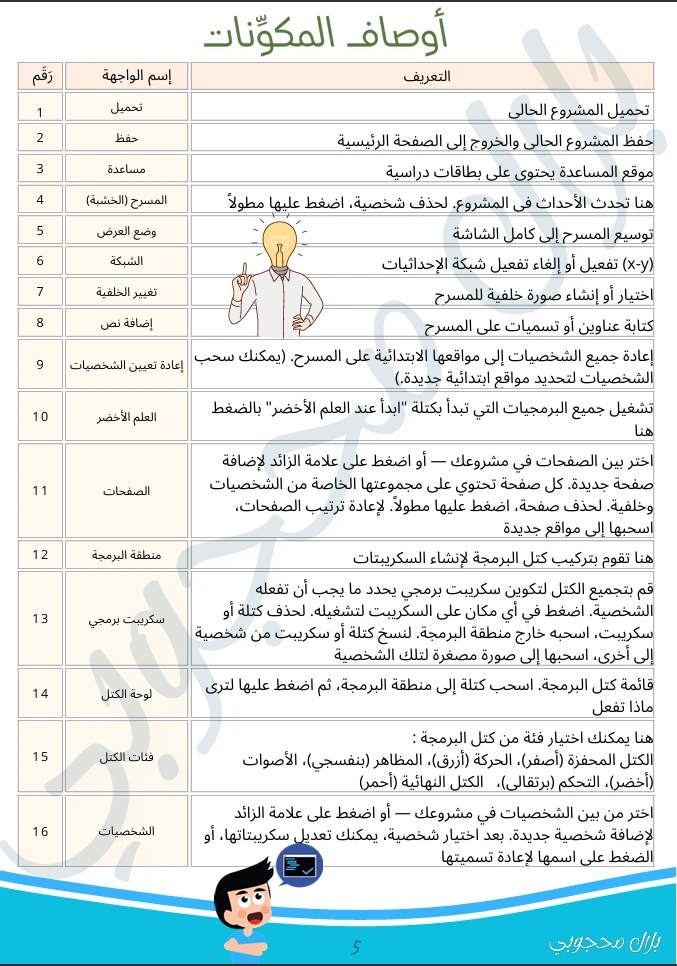 أوصاف المكوِّنات
رَقَم إسم الواجهة التعريف
1 تحميل تحميل المشروع الحالى
2 حفظ حفظ المشروع الحالى والخروج إلى الصفحة الرئيسية
3 مساعدة موقع المساعدة يحتوى على بطاقات دراسية
4 المسرح (الخشبة) هنا تحدث الأحداث فى المشروع. لحذف شخصية، اضغط عليها مطولاً
5 وضع العرض توسيع المسرح إلى كامل الشاشة
6 الشبكة (x-y) تفعيل أو إلغاء تفعيل شبكة الإحداثيات
7 تغيير الخلفية اختيار أو إنشاء صورة خلفية للمسرح
8 إضافة نص كتابة عناوين أو تسميات على المسرح
9 إعادة تعيين الشخصيات إعادة جميع الشخصيات إلى مواقعها الابتدائية على المسرح. (يمكنك سحب
الشخصيات لتحديد مواقع ابتدائية جديدة.)
10 العلم الأخضر تشغيل جميع البرمجيات التي تبدأ بكتلة "ابدأ عند العلم الأخضر" بالضغط
هنا
11 الصفحات اختر بين الصفحات في مشروعك — أو اضغط على علامة الزائد لإضافة
صفحة جديدة. كل صفحة تحتوي على مجموعتها الخاصة من الشخصيات
وخلفية. لحذف صفحة، اضغط عليها مطولاً. لإعادة ترتيب الصفحات،
اسحبها إلى مواقع جديدة
12 منطقة البرمجة هنا تقوم بتركيب كتل البرمجة لإنشاء السكريبتات
13 سكريبت برمجي قم بتجميع الكتل لتكوين سكريبت برمجي يحدد ما يجب أن تفعله
الشخصية. اضغط في أي مكان على السكريبت لتشغيله. لحذف كتلة أو
سكريبت، اسحبه خارج منطقة البرمجة. لنسخ كتلة أو سكريبت من شخصية
إلى أخرى، اسحبها إلى صورة مصغرة لتلك الشخصية
14 لوحة الكتل قائمة كتل البرمجة. اسحب كتلة إلى منطقة البرمجة، ثم اضغط عليها لترى
ماذا تفعل
15 فئات الكتل هنا يمكنك اختيار فئة من كتل البرمجة :
الكتل المحفزة (أصفر)، الحركة (أزرق)، المظاهر (بنفسجي)، الأصوات
(أخضر)، التحكم (برتقالى)، الكتل النهائية (أحمر)
16 الشخصيات اختر من بين الشخصيات في مشروعك — أو اضغط على علامة الزائد
لإضافة شخصية جديدة. بعد اختيار شخصية، يمكنك تعديل سكريبتاتها، أو
الضغط على اسمها لإعادة تسميتها
5
بلال محجوبي
بلال محجوبي